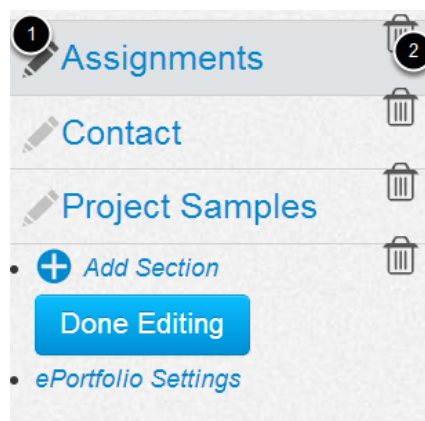 1
2
Assignments
Contact
Project Samples
Add Section
Done Editing
ePortfolio Settings